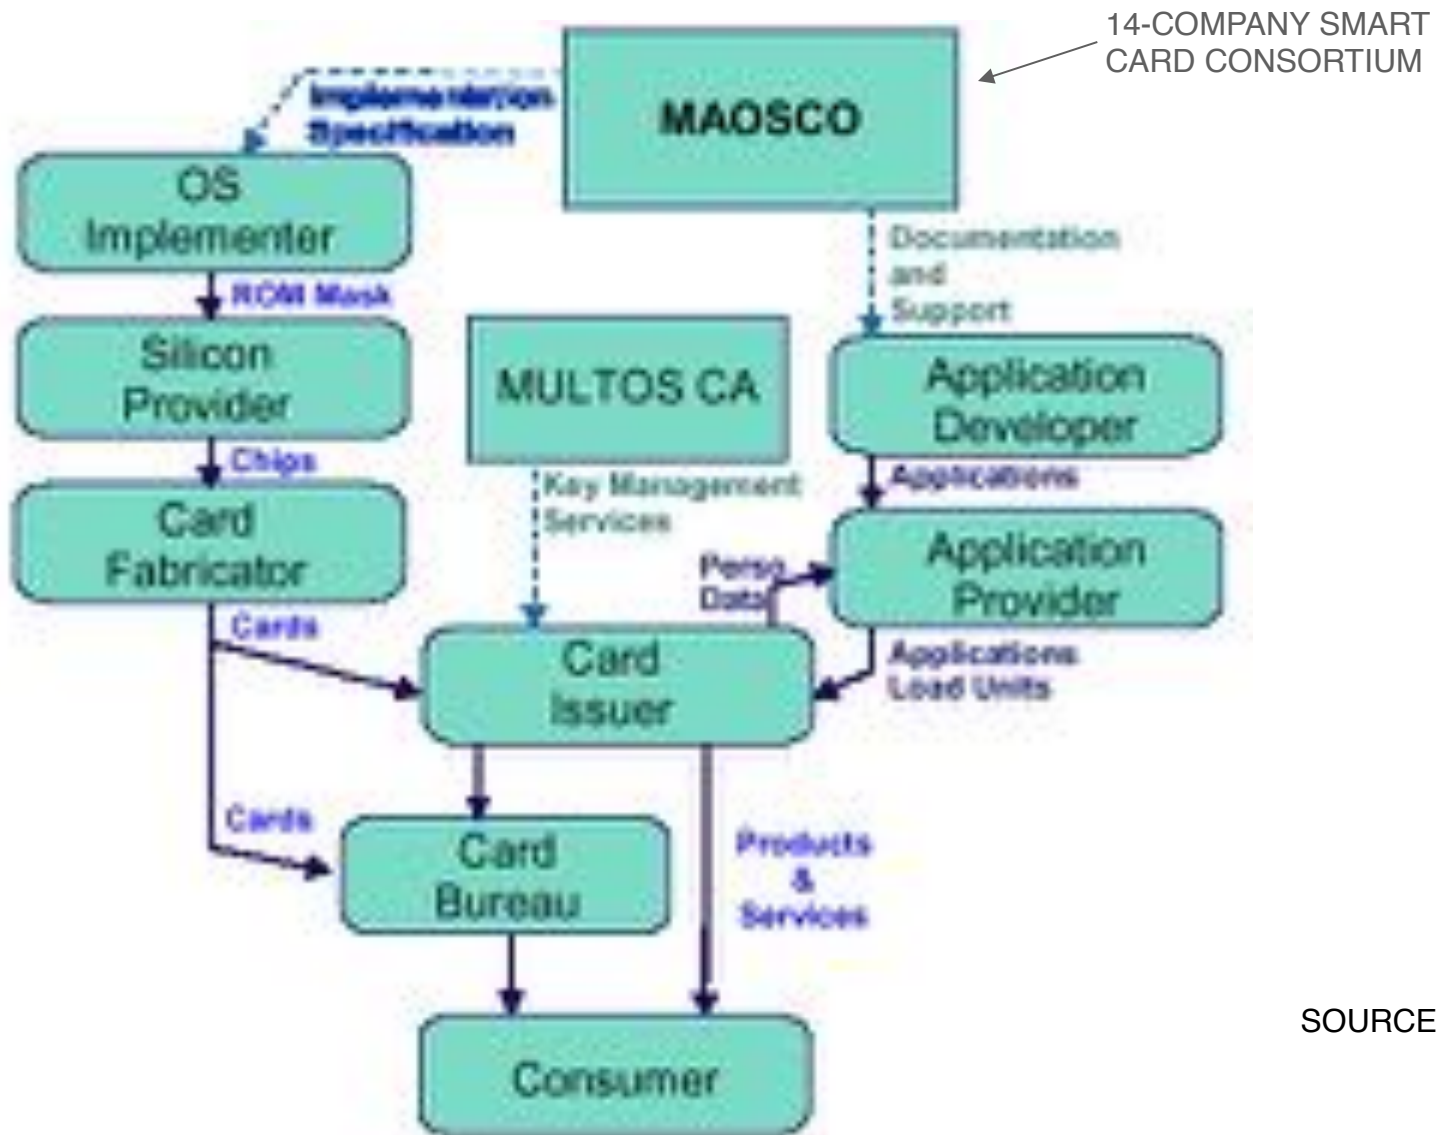 14-COMPANY SMART
CARD CONSORTIUM
MAOSCO
Implementation
Specification
OS
Implementer
Documentation
and
Support
ROM Mask
Silicon
Provider
MULTOS CA
Application
Developer
Chips
Key Management
Services
Applications
Card
Fabricator
Application
Provider
Perso
Data
Cards
Card
Issuer
Applications
Load Units
Cards
Card
Bureau
Products
&
Services
SOURCE
Consumer